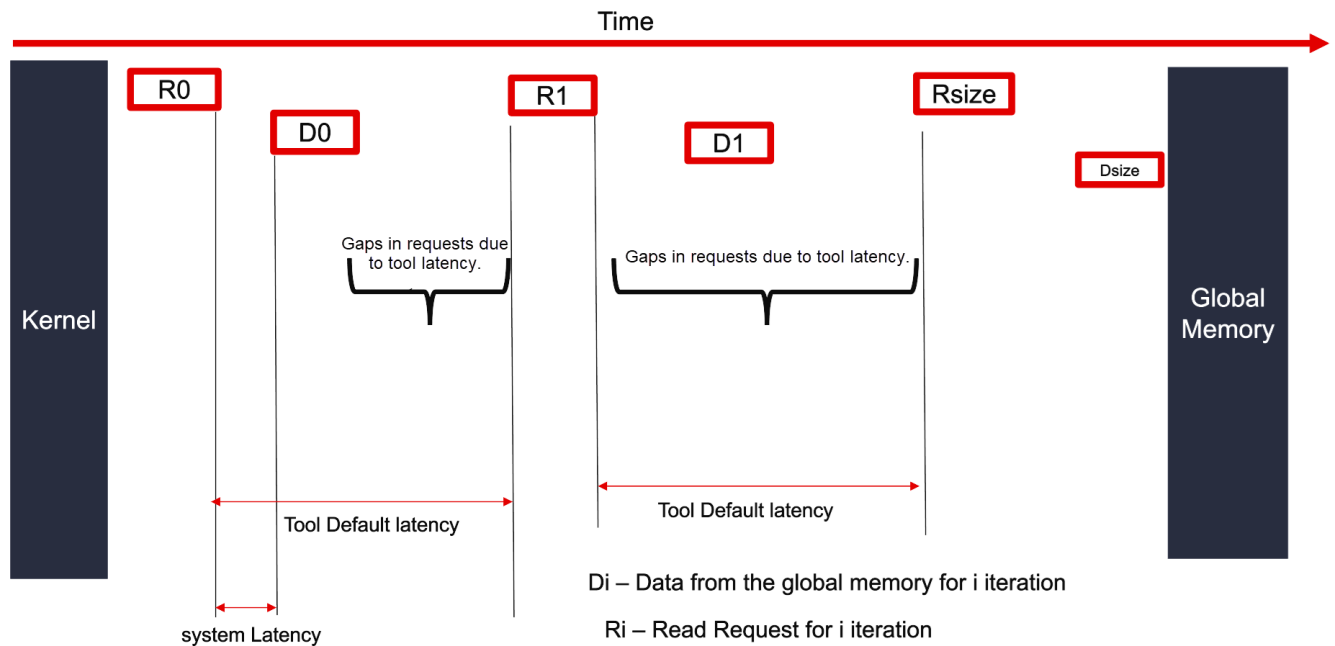 Time
R0
R1
Rsize
D0
D1
Dsize
Gaps in requests due
to tool latency.
Gaps in requests due to tool latency.
Kernel
Global
Memory
Tool Default latency
Tool Default latency
Di – Data from the global memory for i iteration
system Latency
Ri – Read Request for i iteration